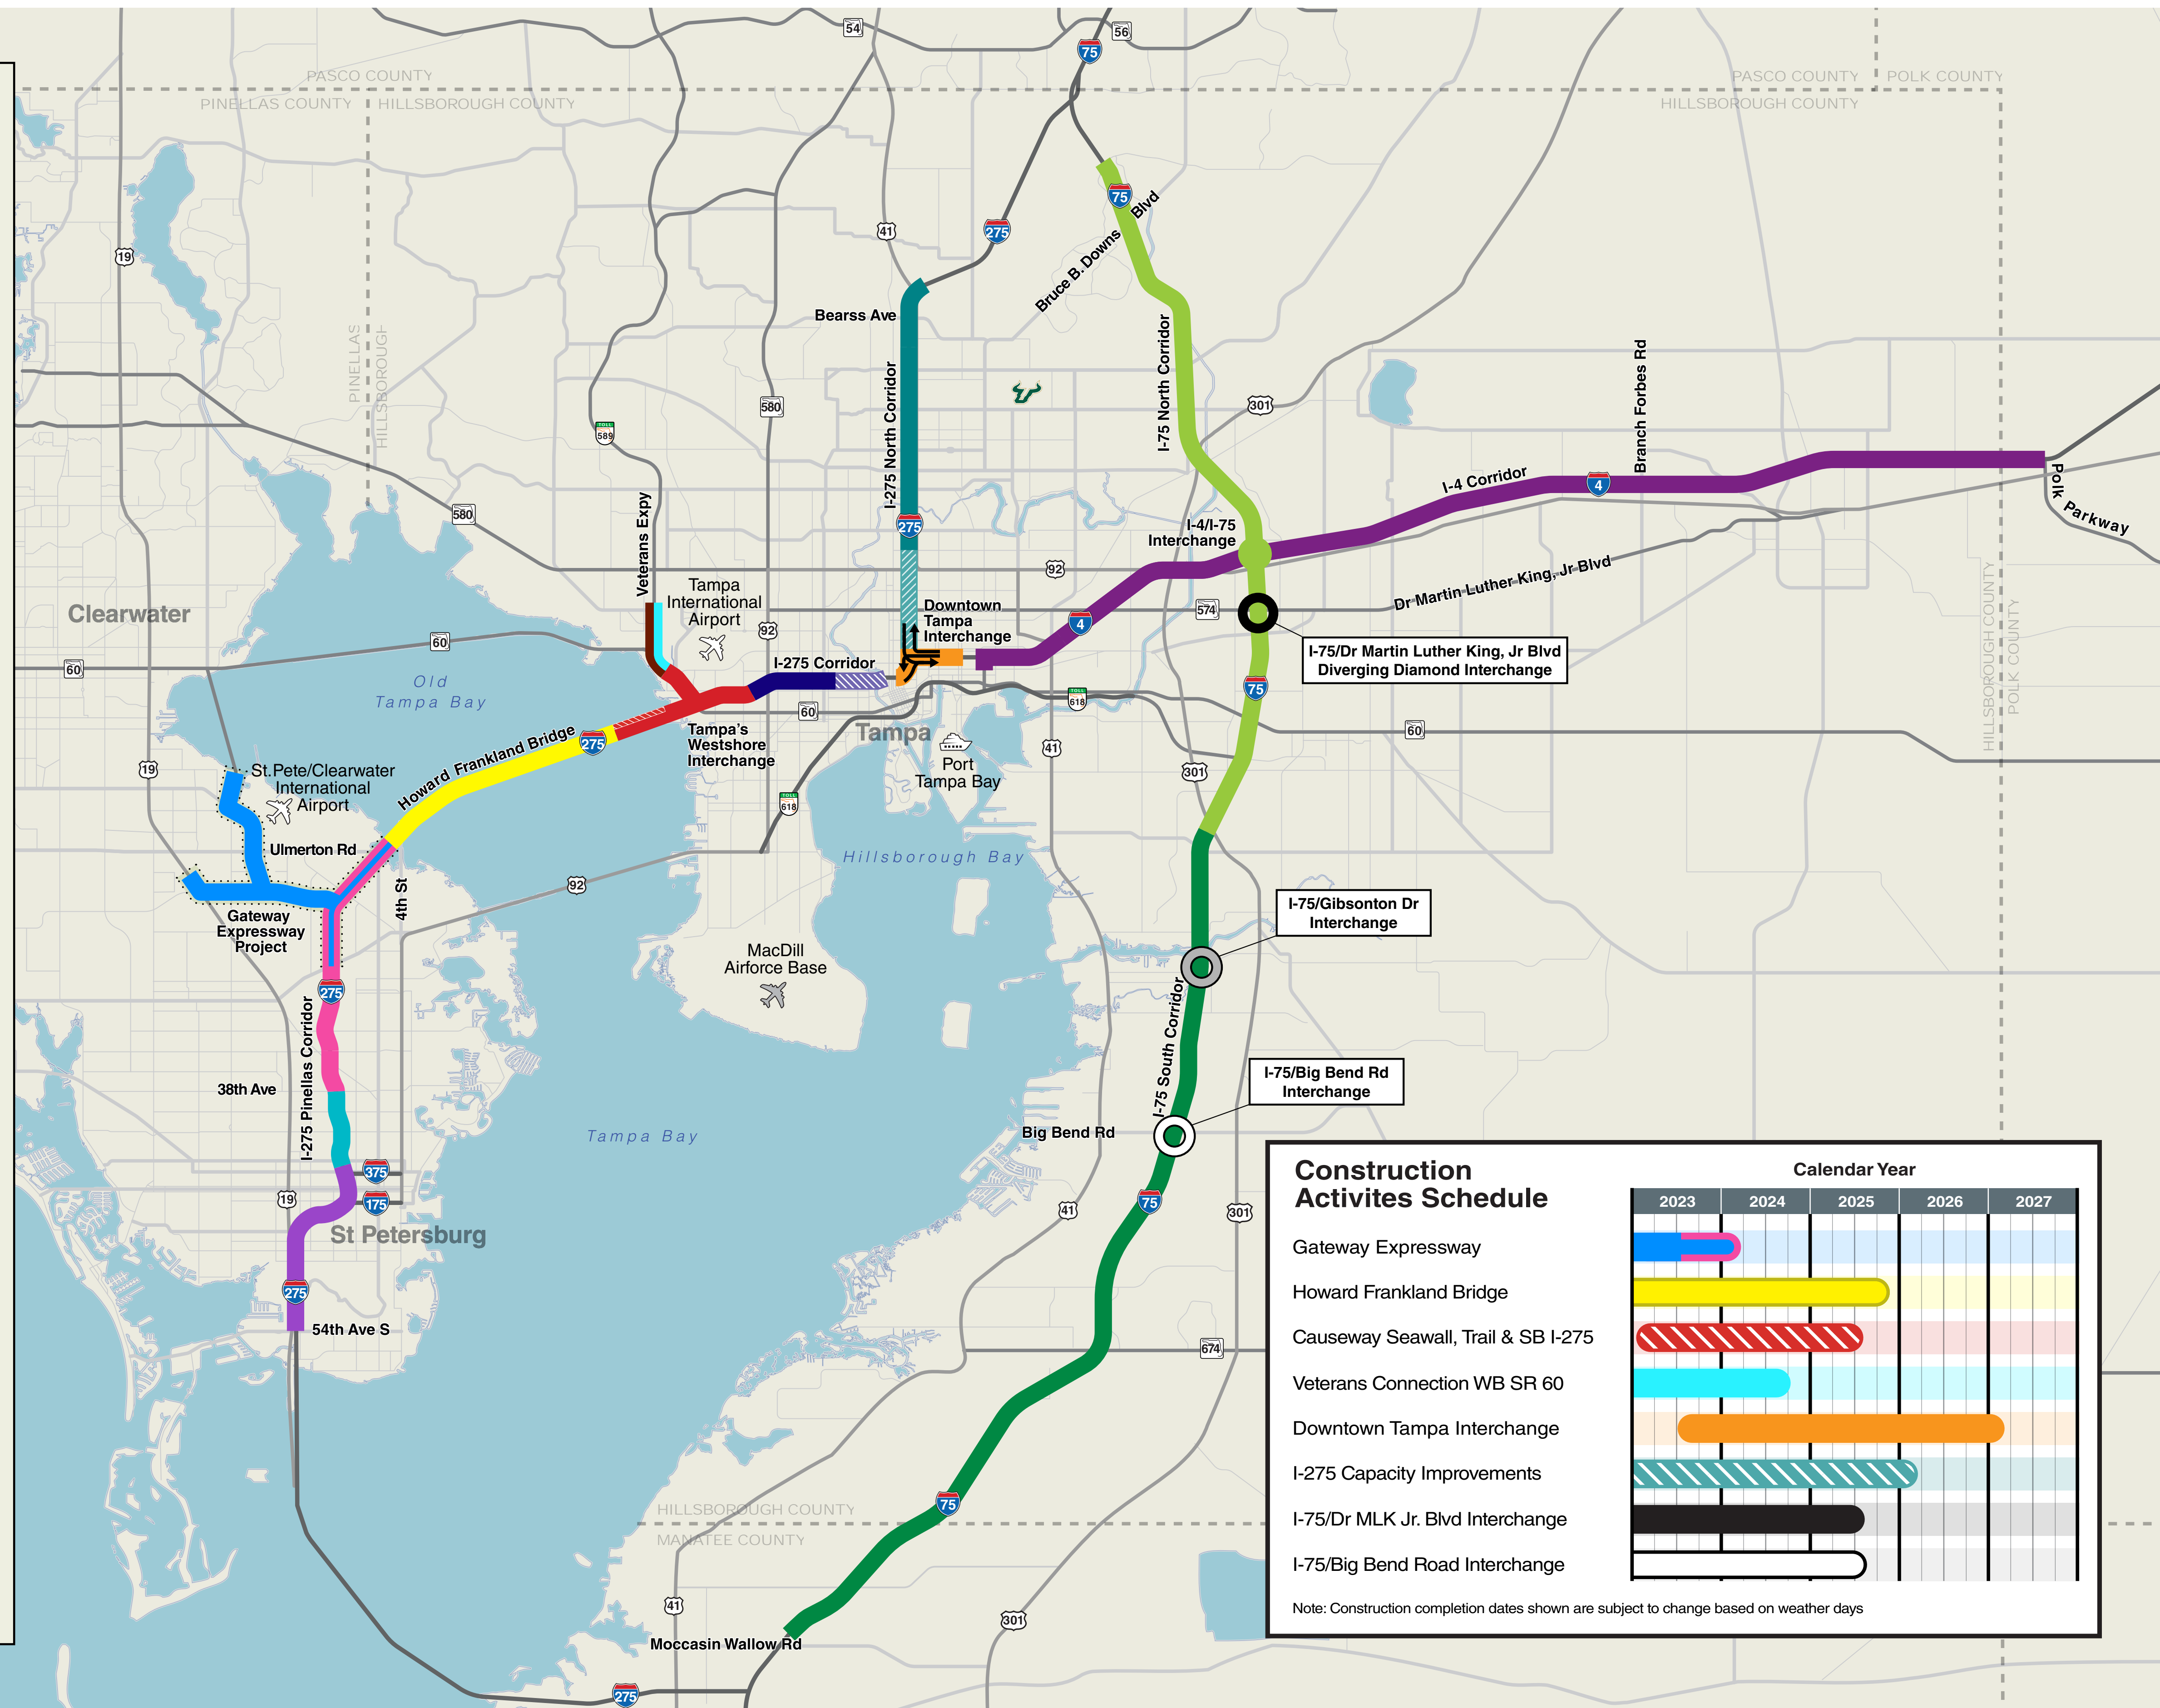 54
56
75
PASCO COUNTY
PASCO COUNTY
POLK COUNTY
PINELLAS COUNTY
HILLSBOROUGH COUNTY
HILLSBOROUGH COUNTY
75
Bruce B. Downs Blvd
19
41
275
Bearss Ave
PINELLAS
HILLSBOROUGH
I-275 North Corridor
I-75 North Corridor
Branch Forbes Rd
580
301
TOLL
589
I-4 Corridor
4
Polk Parkway
580
Veterans Expy
275
I-4/I-75
Interchange
92
Dr Martin Luther King, Jr Blvd
HILLSBOROUGH COUNTY
POLK COUNTY
Clearwater
Tampa
International
Airport
Downtown
Tampa
Interchange
574
4
92
60
60
I-75/Dr Martin Luther King, Jr Blvd
Diverging Diamond Interchange
I-275 Corridor
Old
Tampa Bay
75
TOLL
618
60
60
Tampa's
Westshore
Interchange
Tampa
275
Howard Frankland Bridge
41
19
St.Pete/Clearwater
International
Airport
Port
Tampa Bay
301
TOLL
618
Ulmerton Rd
Hillsborough Bay
92
4th St
Gateway
Expressway
Project
I-75/Gibsonton Dr
Interchange
MacDill
Airforce Base
275
I-275 Pinellas Corridor
I-75 South Corridor
38th Ave
I-75/Big Bend Rd
Interchange
Tampa Bay
Big Bend Rd
375
19
175
75
41
301
St Petersburg
275
54th Ave S
674
75
HILLSBOROUGH COUNTY
MANATEE COUNTY
41
301
Moccasin Wallow Rd
275
Construction
Activites Schedule
Calendar Year
2023 2024 2025 2026 2027
Gateway Expressway
Howard Frankland Bridge
Causeway Seawall, Trail & SB I-275
Veterans Connection WB SR 60
Downtown Tampa Interchange
I-275 Capacity Improvements
I-75/Dr MLK Jr. Blvd Interchange
I-75/Big Bend Road Interchange
Note: Construction completion dates shown are subject to change based on weather days